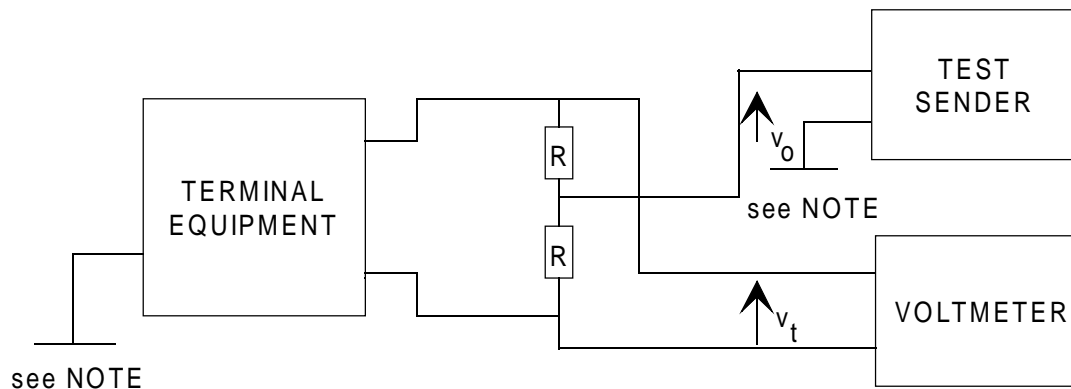 TEST
SENDER
v
o
see NOTE
R
TERMINAL
EQUIPMENT
R
VOLTMETER
v
t
see NOTE